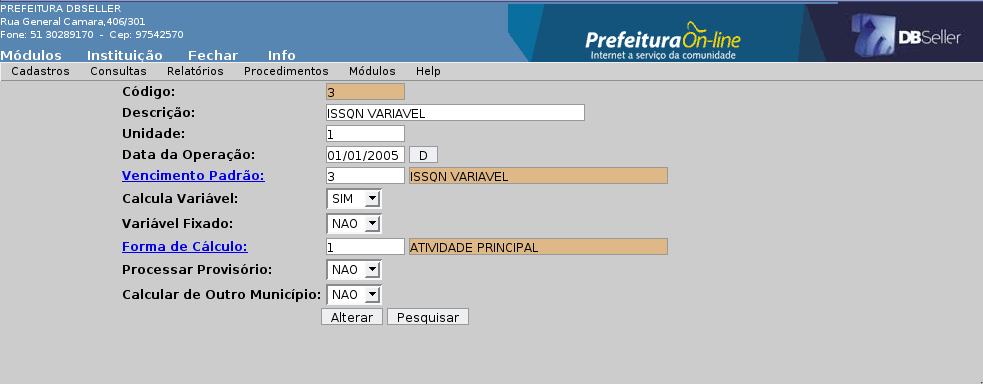 PREFEITURA DBSELLER
Rua General Camara,406/301
Fone: 51 30289170 - Cep: 97542570
Módulos Instituição Fechar Info
PrefeituraOn-line
Internet a serviço da comunidade
DBSeller
Cadastros Consultas Relatórios Procedimentos Módulos Help
Código: 3
Descrição: ISSQN VARIAVEL
Unidade: 1
Data da Operação: 01/01/2005 D
Vencimento Padrão: 3 ISSQN VARIAVEL
Calcula Variável: SIM
Variável Fixado: NAO
Forma de Cálculo: 1 ATIVIDADE PRINCIPAL
Processar Provisório: NAO
Calcular de Outro Município: NAO
Alterar Pesquisar